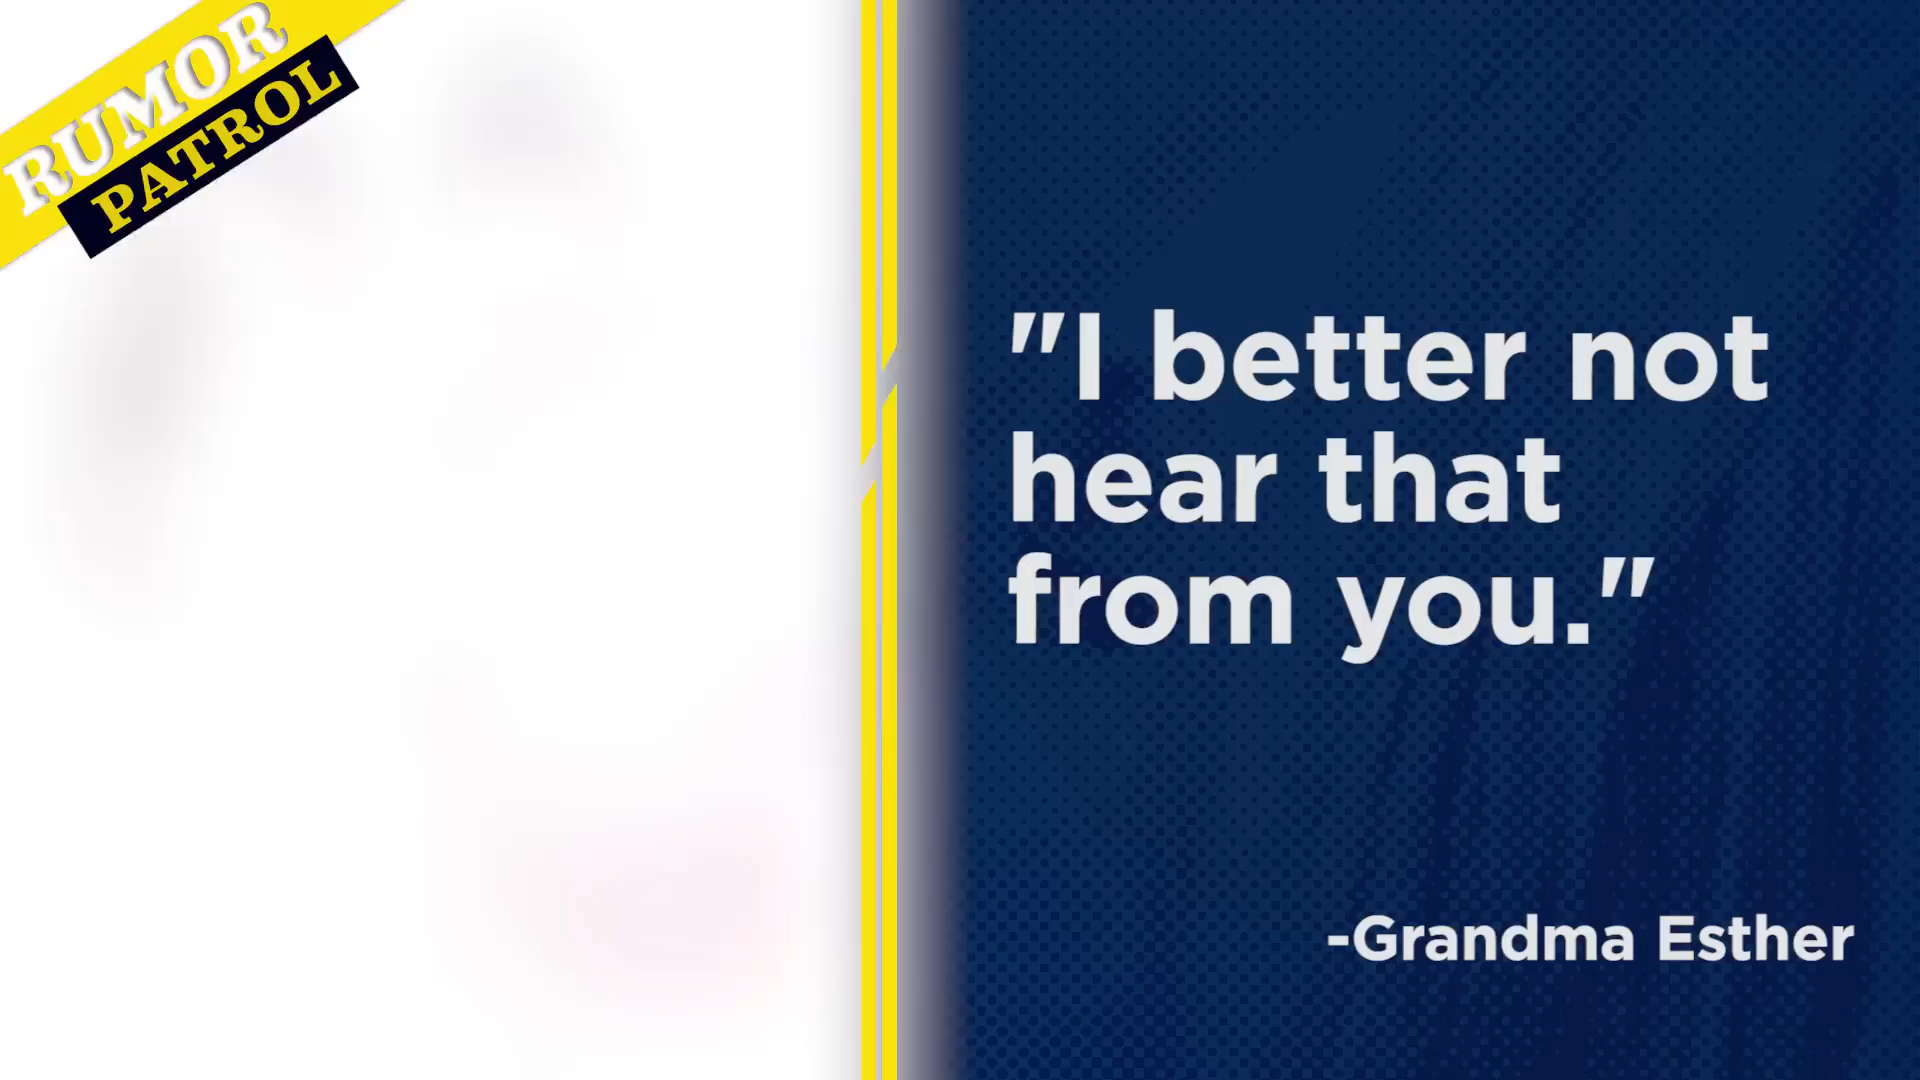 RUMOR
PATROL
"I better not
hear that
from you."
-Grandma Esther